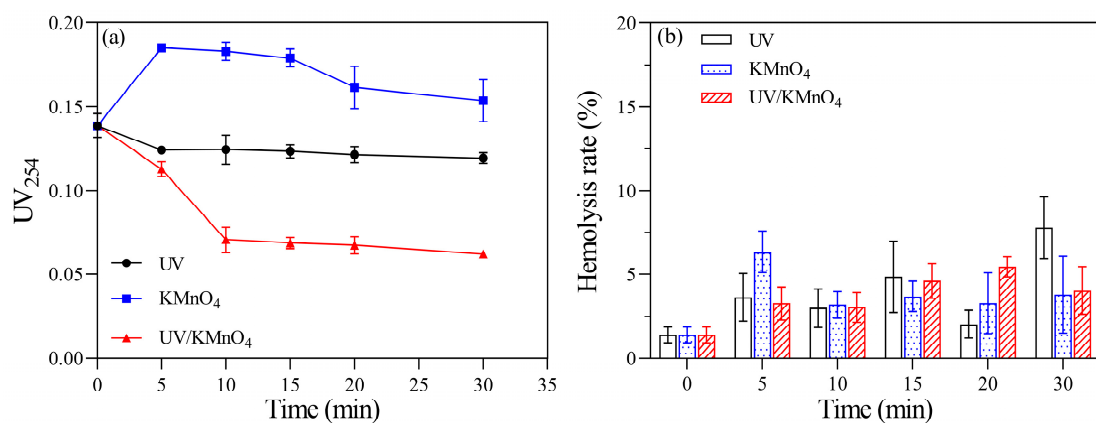 (a)
UV₂₅₄
0.20
0.15
0.10
0.05
0.00
UV
KMnO₄
UV/KMnO₄
0 5 10 15 20 25 30 35
Time (min)
(b)
Hemolysis rate (%)
20
15
10
5
0
UV
KMnO₄
UV/KMnO₄
0 5 10 15 20 30
Time (min)